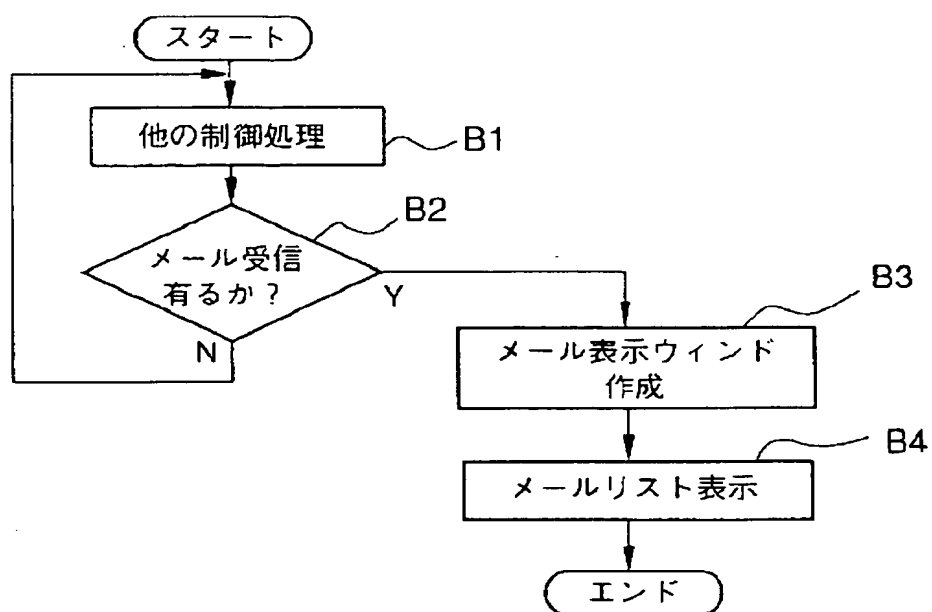 スタート
他の制御処理
B1
B2
メール受信
有るか？
Y
N
B3
メール表示ウィンド
作成
B4
メールリスト表示
エンド